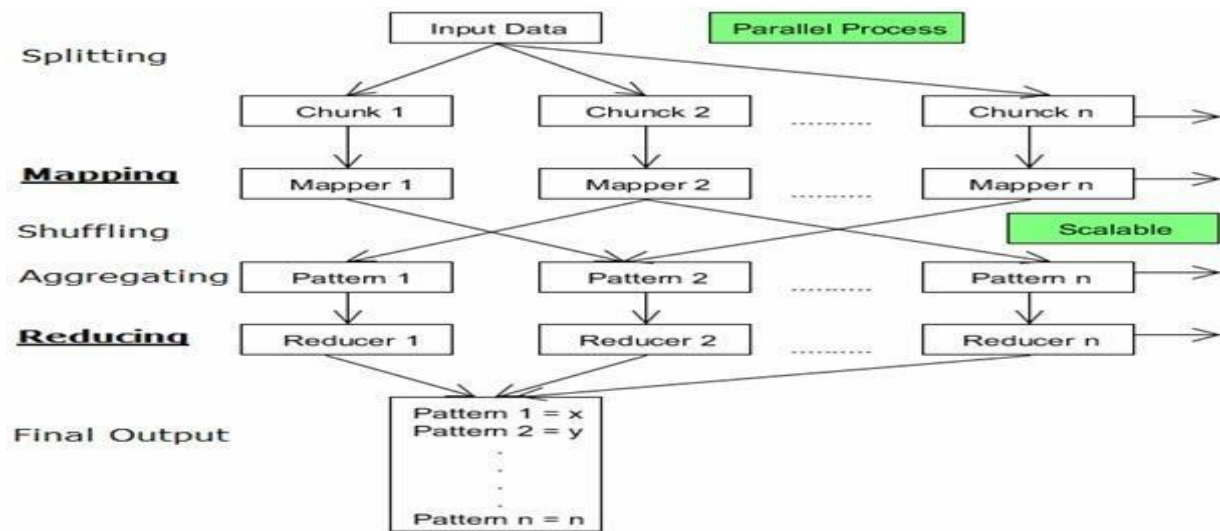 Input Data
Parallel Process
Splitting
Chunk 1
Chunck 2
.........
Chunck n
Mapping
Mapper 1
Mapper 2
.........
Mapper n
Shuffling
Scalable
Aggregating
Pattern 1
Pattern 2
.........
Pattern n
Reducing
Reducer 1
Reducer 2
.........
Reducer n
Final Output
Pattern 1 = x
Pattern 2 = y
.
.
.
.
Pattern n = n